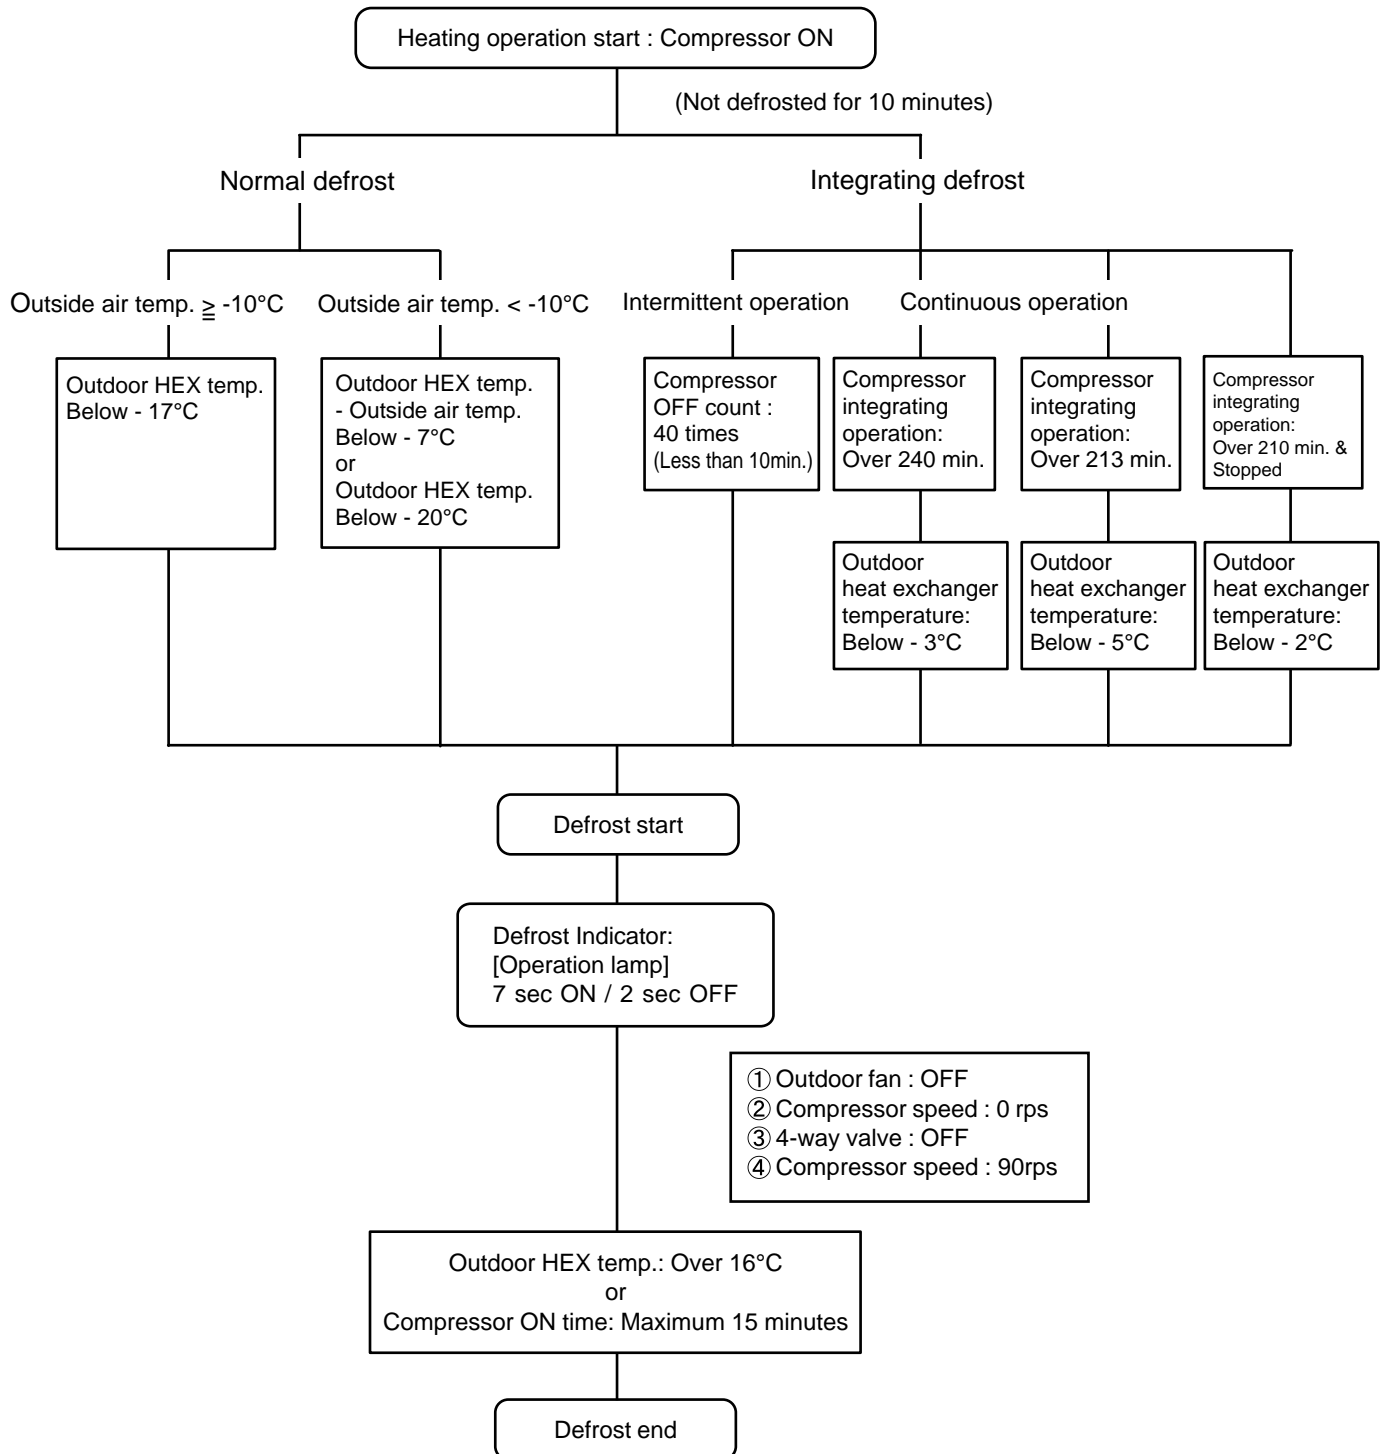 Heating operation start : Compressor ON
(Not defrosted for 10 minutes)
Normal defrost
Integrating defrost
Outside air temp. ≧ -10°C
Outside air temp. < -10°C
Intermittent operation
Continuous operation
Outdoor HEX temp.
Below - 17°C
Outdoor HEX temp.
- Outside air temp.
Below - 7°C
or
Outdoor HEX temp.
Below - 20°C
Compressor
OFF count :
40 times
(Less than 10min.)
Compressor
integrating
operation:
Over 240 min.
Compressor
integrating
operation:
Over 213 min.
Compressor
integrating
operation:
Over 210 min. &
Stopped
Outdoor
heat exchanger
temperature:
Below - 3°C
Outdoor
heat exchanger
temperature:
Below - 5°C
Outdoor
heat exchanger
temperature:
Below - 2°C
Defrost start
Defrost Indicator:
[Operation lamp]
7 sec ON / 2 sec OFF
① Outdoor fan : OFF
② Compressor speed : 0 rps
③ 4-way valve : OFF
④ Compressor speed : 90rps
Outdoor HEX temp.: Over 16°C
or
Compressor ON time: Maximum 15 minutes
Defrost end